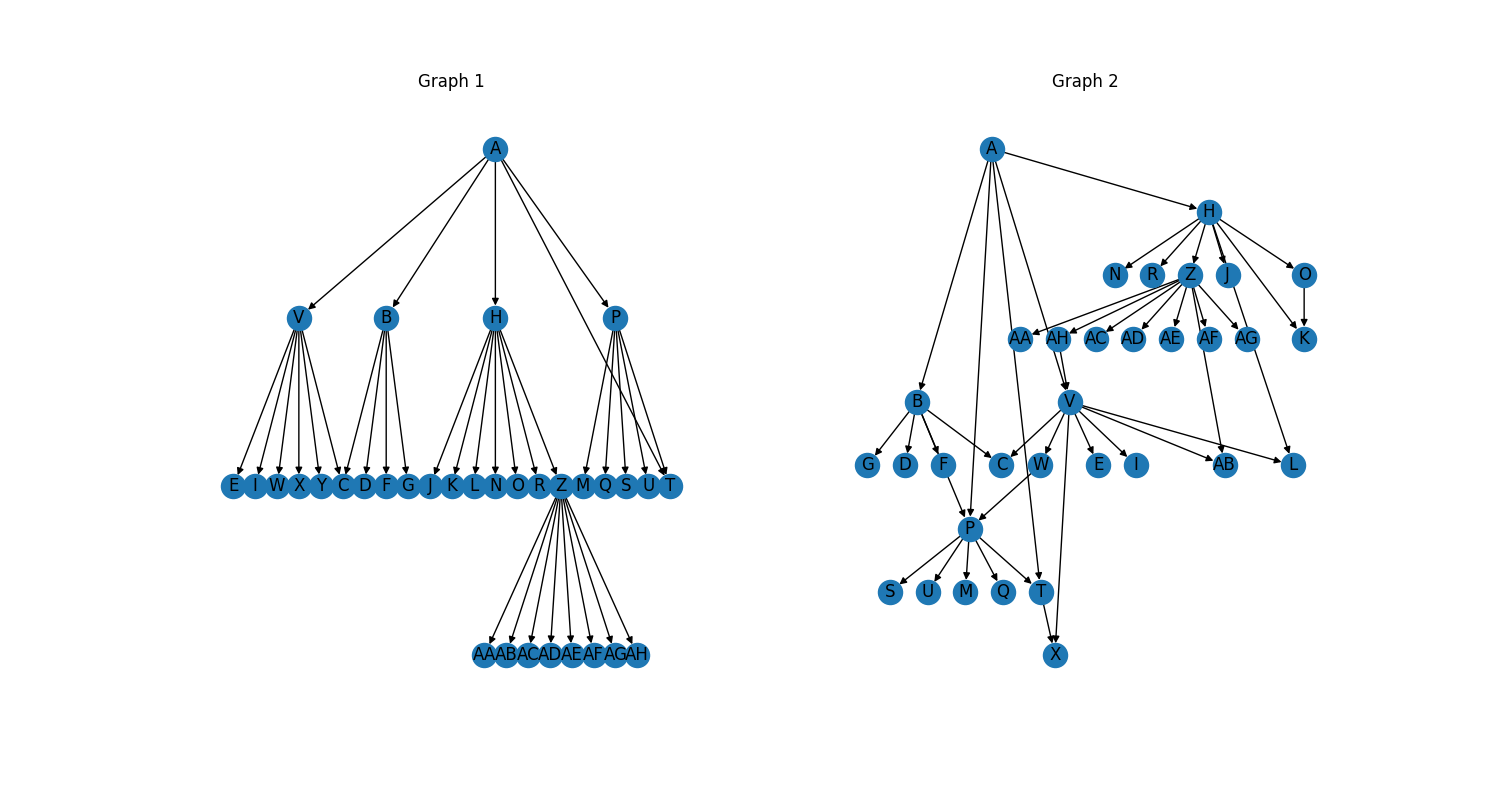 Graph 1
Graph 2
A
A
H
N R Z J O
V B H P
AA AH AC AD AE AF AG K
B V
G D F C W E I AB L
E I W X Y C D F G J K L N O R Z M Q S U T
P
S U M Q T
AA AB AC AD AE AF AG AH
X